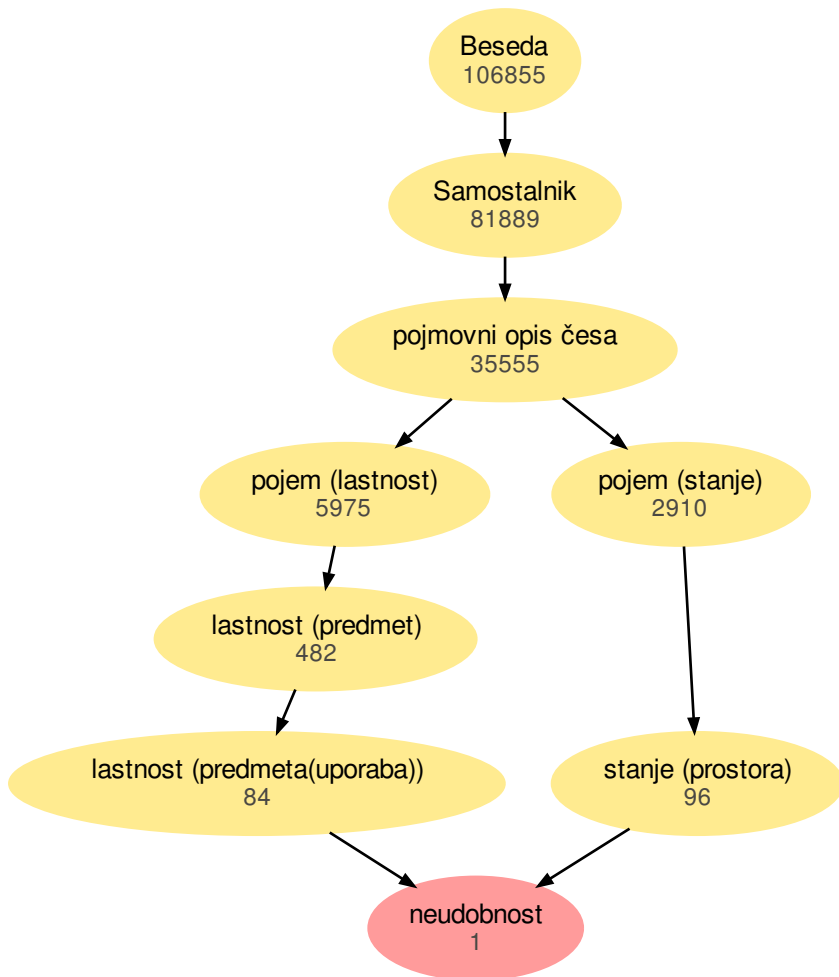 Beseda
106855
Samostalnik
81889
pojmovni opis česa
35555
pojem (lastnost)
5975
pojem (stanje)
2910
lastnost (predmet)
482
lastnost (predmeta(uporaba))
84
stanje (prostora)
96
neudobnost
1